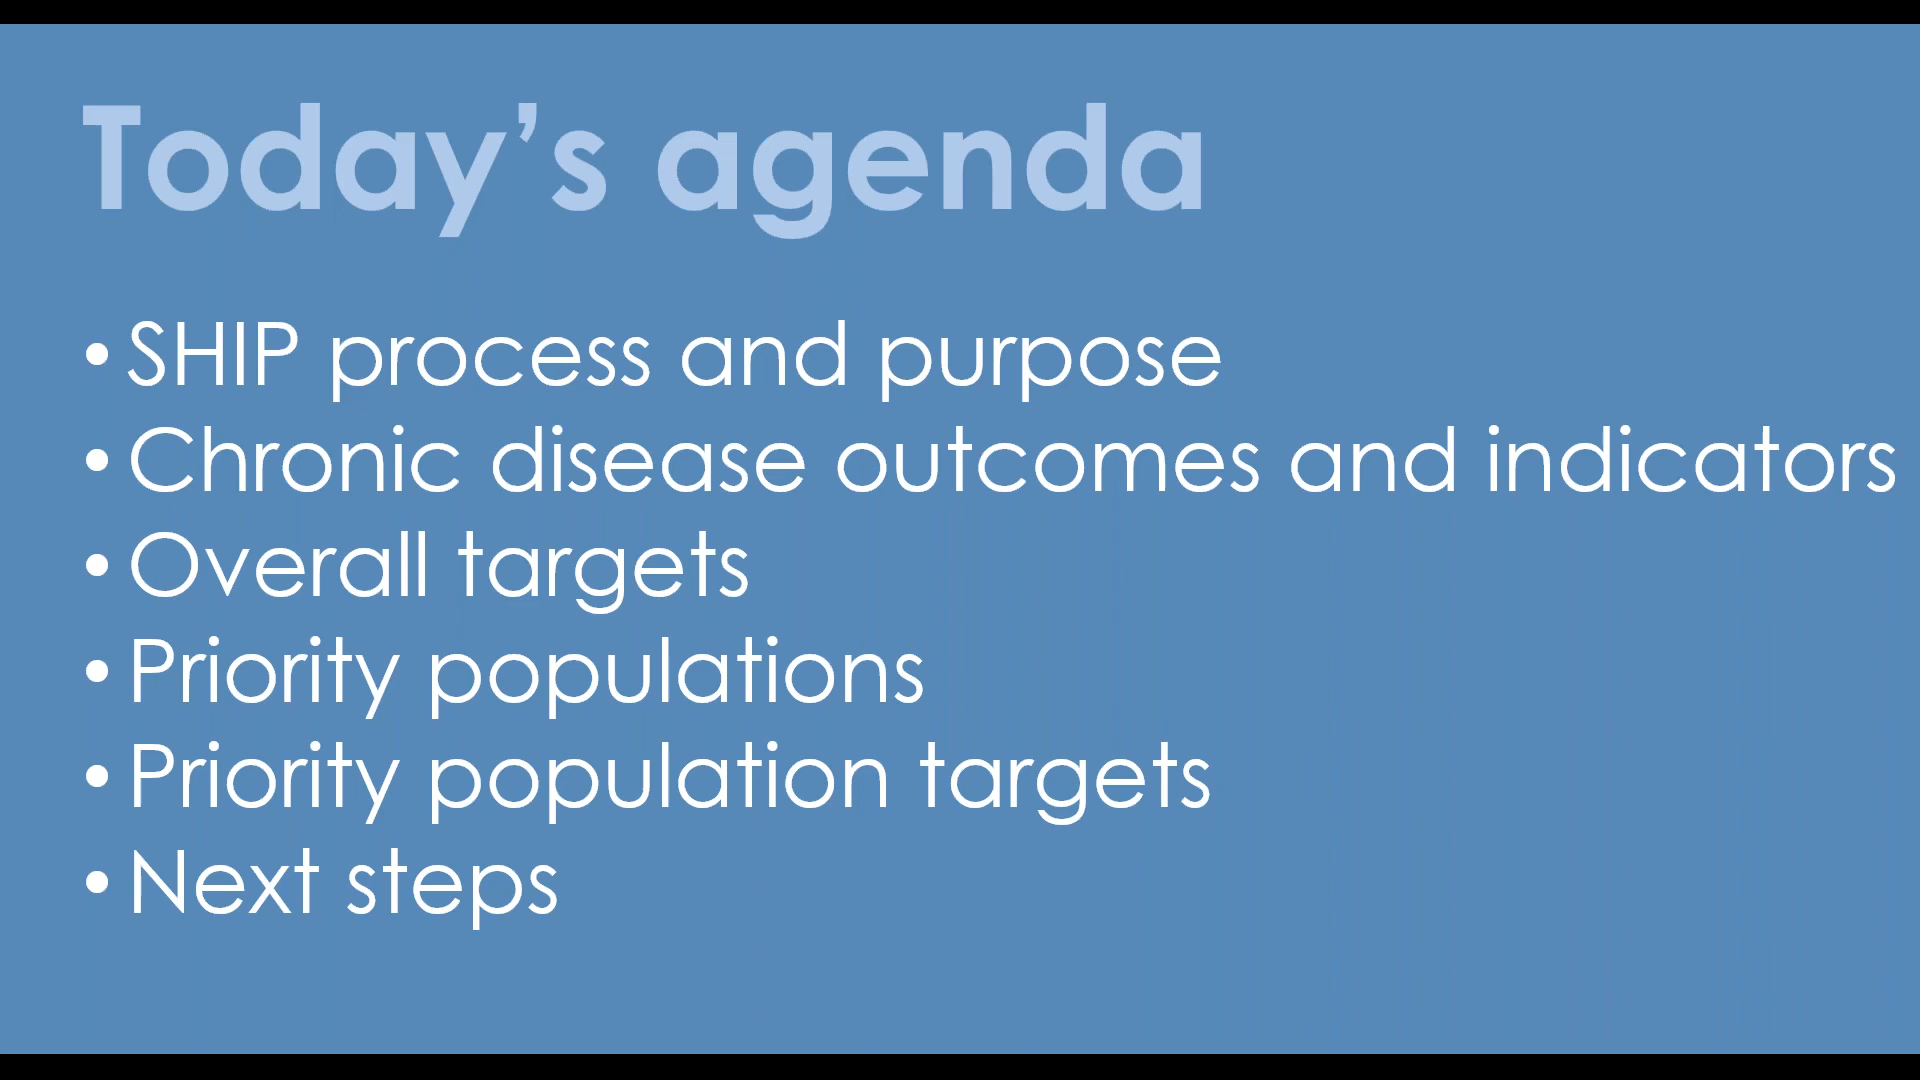 Today’s agenda
• SHIP process and purpose
• Chronic disease outcomes and indicators
• Overall targets
• Priority populations
• Priority population targets
• Next steps